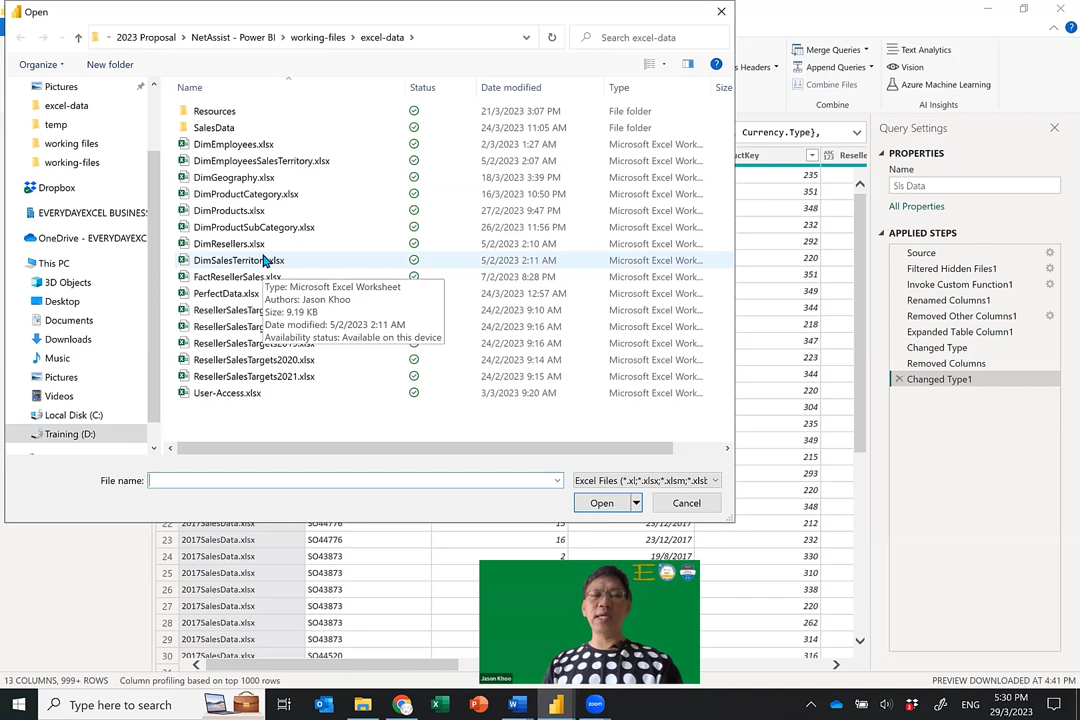 Open
2023 Proposal > NetAssist - Power BI > working-files > excel-data >
Search excel-data
Organize
New folder
Pictures
excel-data
temp
working files
working-files
Dropbox
EVERYDAYEXCEL BUSINES
OneDrive - EVERYDAYEXC
This PC
3D Objects
Desktop
Documents
Downloads
Music
Pictures
Videos
Local Disk (C:)
Training (D:)
Name Status Date modified Type Size
Resources 21/3/2023 3:07 PM File folder
SalesData 24/3/2023 11:05 AM File folder
DimEmployees.xlsx 2/3/2023 1:27 AM Microsoft Excel Work...
DimEmployeesSalesTerritory.xlsx 5/2/2023 2:07 AM Microsoft Excel Work...
DimGeography.xlsx 18/3/2023 3:39 PM Microsoft Excel Work...
DimProductCategory.xlsx 16/3/2023 10:50 PM Microsoft Excel Work...
DimProducts.xlsx 27/2/2023 9:47 PM Microsoft Excel Work...
DimProductSubCategory.xlsx 26/2/2023 11:56 PM Microsoft Excel Work...
DimResellers.xlsx 5/2/2023 2:10 AM Microsoft Excel Work...
DimSalesTerritory.xlsx 5/2/2023 2:11 AM Microsoft Excel Work...
FactResellerSales.xlsx 7/2/2023 8:28 PM Microsoft Excel Work...
PerfectData.xlsx 24/3/2023 12:57 AM Microsoft Excel Work...
ResellerSalesTarg 24/2/2023 9:10 AM Microsoft Excel Work...
ResellerSalesTarg 24/2/2023 9:16 AM Microsoft Excel Work...
24/2/2023 9:16 AM Microsoft Excel Work...
ResellerSalesTargets2020.xlsx 24/2/2023 9:14 AM Microsoft Excel Work...
ResellerSalesTargets2021.xlsx 24/2/2023 9:15 AM Microsoft Excel Work...
User-Access.xlsx 3/3/2023 9:20 AM Microsoft Excel Work...
Type: Microsoft Excel Worksheet
Authors: Jason Khoo
Size: 9.19 KB
Date modified: 5/2/2023 2:11 AM
Availability status: Available on this device
File name:
Excel Files (*.xl;*.xlsx;*.xlsm;*.xlsb
Open
Cancel
s Headers
Merge Queries
Append Queries
Combine Files
Combine
Text Analytics
Vision
Azure Machine Learning
AI Insights
Currency.Type},
uctKey ABC 123 Reselle
235
351
348
232
292
220
351
349
344
218
347
223
344
220
304
235
349
215
293
220
348
22 2017SalesData.xlsx SO44776 15 23/12/2017 212
23 2017SalesData.xlsx SO44776 16 23/12/2017 232
24 2017SalesData.xlsx SO43873 2 19/8/2017 330
25 2017SalesData.xlsx SO43873 310
26 2017SalesData.xlsx SO43873 338
27 2017SalesData.xlsx SO43873 220
28 2017SalesData.xlsx SO43873 262
29 2017SalesData.xlsx SO43873 314
30 2017SalesData.xlsx SO44520 316
Query Settings
PROPERTIES
Name
Sls Data
All Properties
APPLIED STEPS
Source
Filtered Hidden Files1
Invoke Custom Function1
Renamed Columns1
Removed Other Columns1
Expanded Table Column1
Changed Type
Removed Columns
Changed Type1
Jason Khoo
13 COLUMNS, 999+ ROWS Column profiling based on top 1000 rows
PREVIEW DOWNLOADED AT 4:41 PM
Type here to search
ENG
5:30 PM
29/3/2023